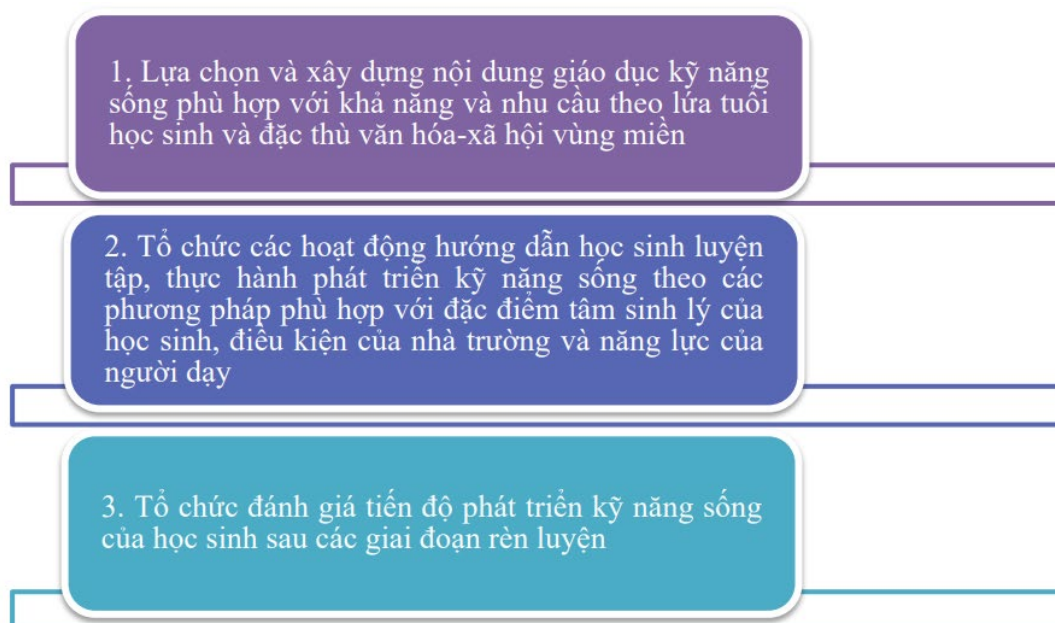 1. Lựa chọn và xây dựng nội dung giáo dục kỹ năng
sống phù hợp với khả năng và nhu cầu theo lứa tuổi
học sinh và đặc thù văn hóa-xã hội vùng miền
2. Tổ chức các hoạt động hướng dẫn học sinh luyện
tập, thực hành phát triển kỹ năng sống theo các
phương pháp phù hợp với đặc điểm tâm sinh lý của
học sinh, điều kiện của nhà trường và năng lực của
người dạy
3. Tổ chức đánh giá tiến độ phát triển kỹ năng sống
của học sinh sau các giai đoạn rèn luyện